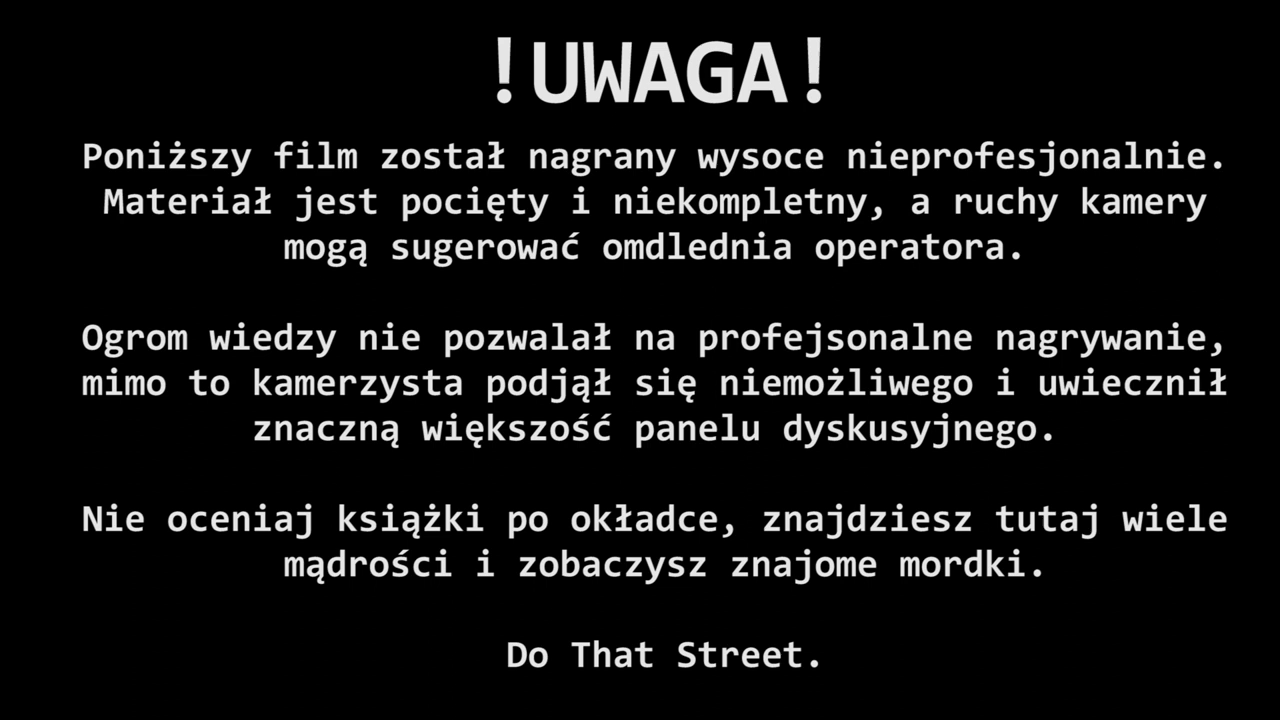 !UWAGA!
Poniższy film został nagrany wysoce nieprofesjonalnie.
Materiał jest pocięty i niekompletny, a ruchy kamery
mogą sugerować omdlednia operatora.
Ogrom wiedzy nie pozwalał na profejsonalne nagrywanie,
mimo to kamerzysta podjął się niemożliwego i uwiecznił
znaczną większość panelu dyskusyjnego.
Nie oceniaj książki po okładce, znajdziesz tutaj wiele
mądrości i zobaczysz znajome mordki.
Do That Street.